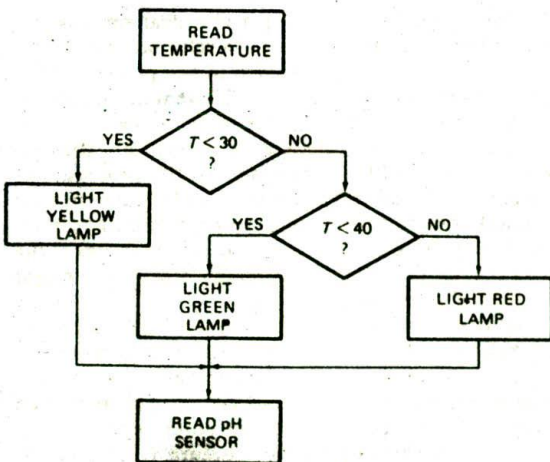 READ
TEMPERATURE
YES
T < 30
?
NO
LIGHT
YELLOW
LAMP
YES
T < 40
?
NO
LIGHT
GREEN
LAMP
LIGHT RED
LAMP
READ pH
SENSOR